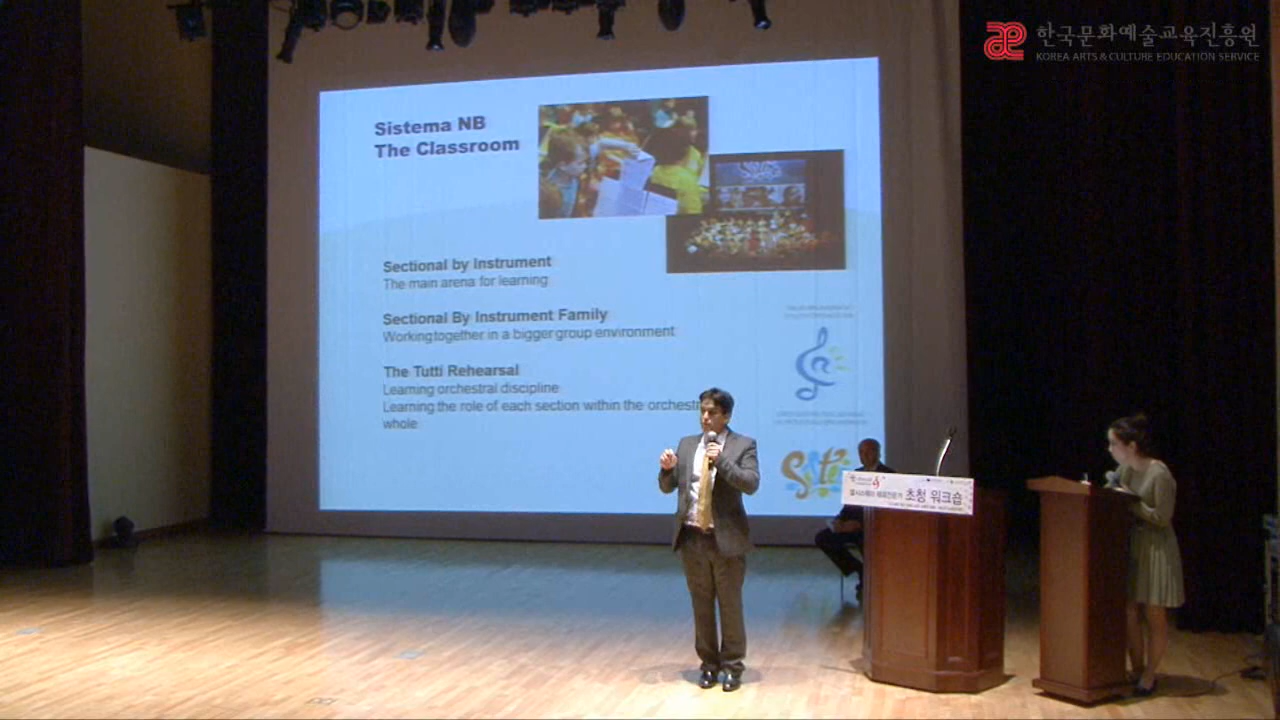 한국문화예술교육진흥원
KOREA ARTS & CULTURE EDUCATION SERVICE
Sistema NB
The Classroom
Sectional by Instrument
The main arena for learning
Sectional By Instrument Family
Working together in a bigger group environment
The Tutti Rehearsal
Learning orchestral discipline
Learning the role of each section within the orchestr
whole
초청 워크숍